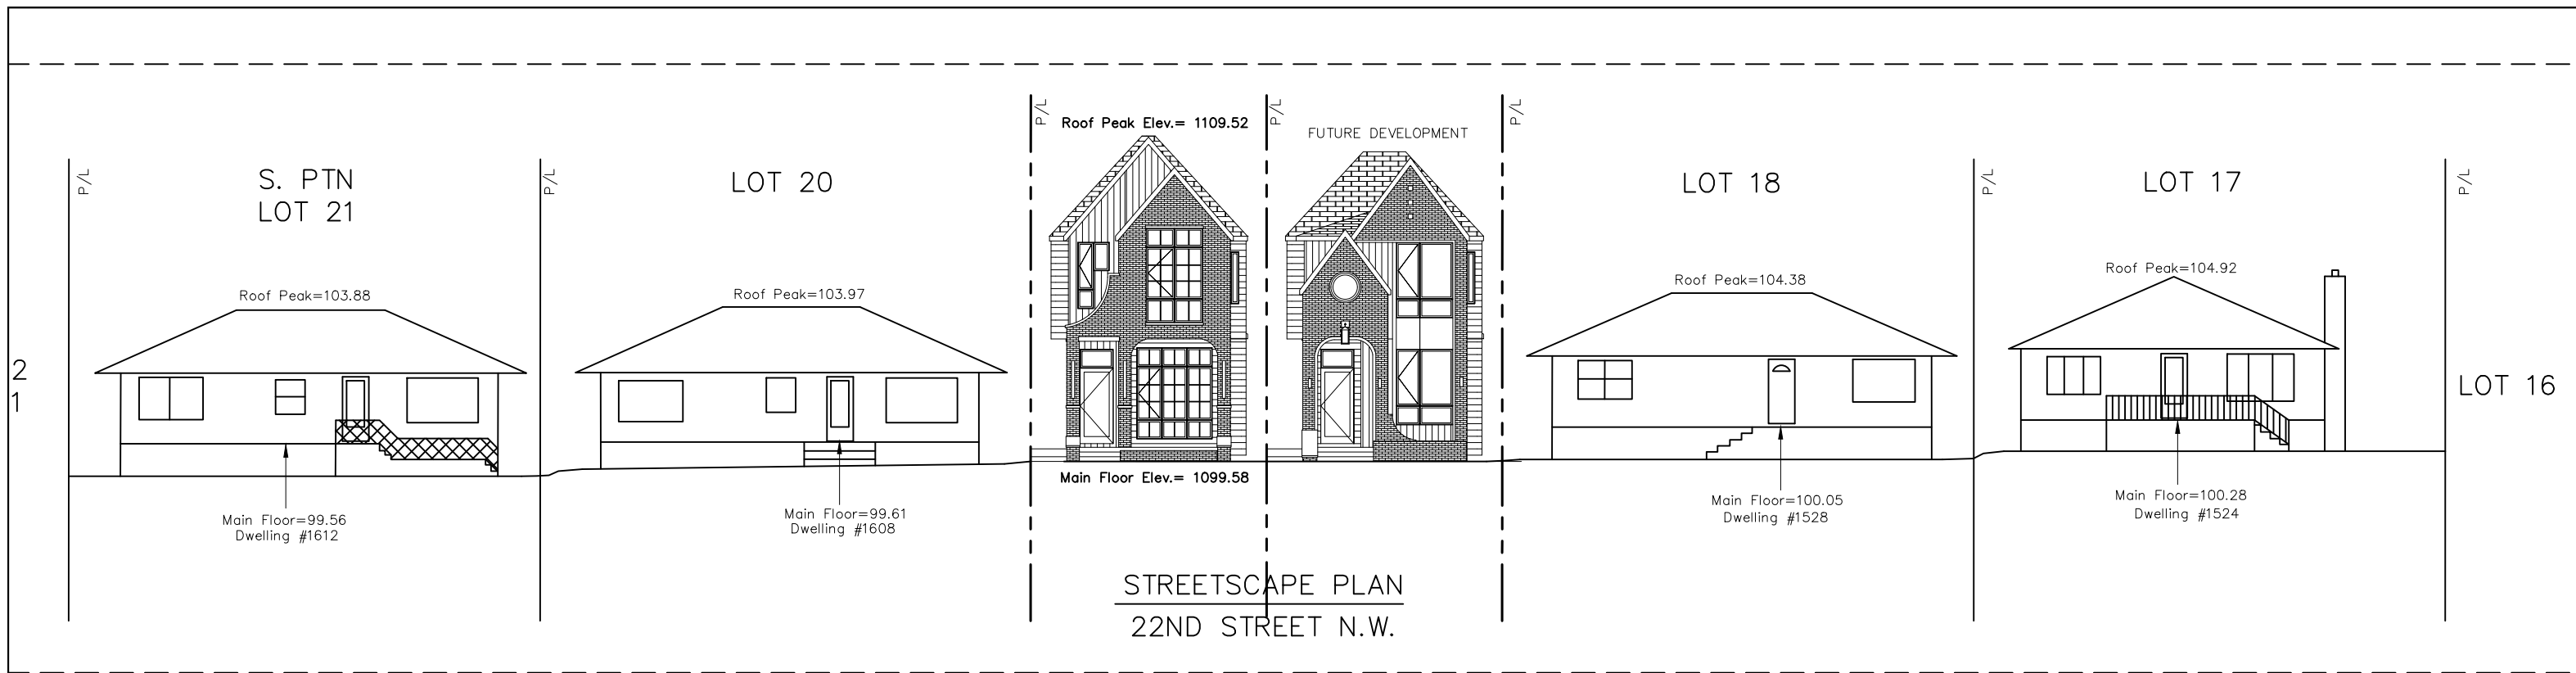 P/L
S. PTN
LOT 21
Roof Peak=103.88
Main Floor=99.56
Dwelling #1612
2
1
P/L
LOT 20
Roof Peak=103.97
Main Floor=99.61
Dwelling #1608
P/L
Roof Peak Elev.= 1109.52
Main Floor Elev.= 1099.58
P/L
FUTURE DEVELOPMENT
P/L
LOT 18
Roof Peak=104.38
Main Floor=100.05
Dwelling #1528
P/L
LOT 17
Roof Peak=104.92
Main Floor=100.28
Dwelling #1524
P/L
LOT 16
STREETSCAPE PLAN
22ND STREET N.W.